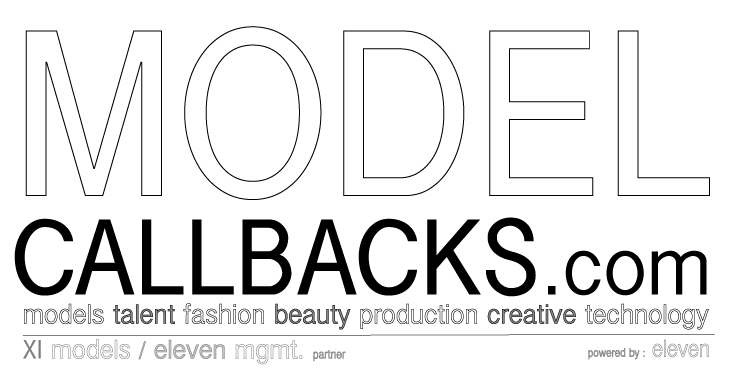 MODEL
CALLBACKS.com
models talent fashion beauty production creative technology
XI models / eleven mgmt. partner powered by : eleven